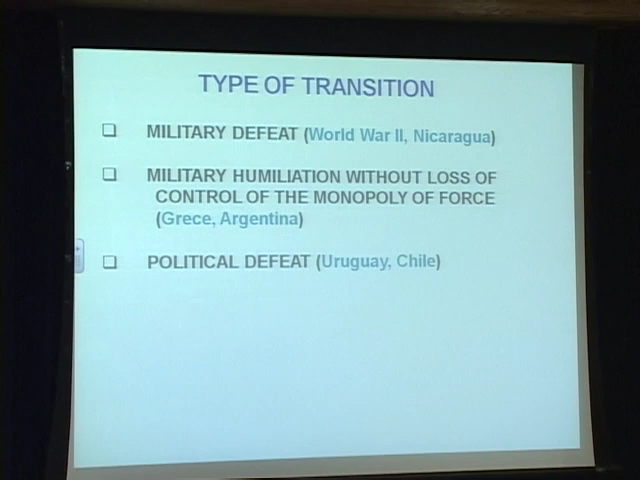 TYPE OF TRANSITION
❑ MILITARY DEFEAT (World War II, Nicaragua)
❑ MILITARY HUMILIATION WITHOUT LOSS OF
CONTROL OF THE MONOPOLY OF FORCE
(Grece, Argentina)
❑ POLITICAL DEFEAT (Uruguay, Chile)